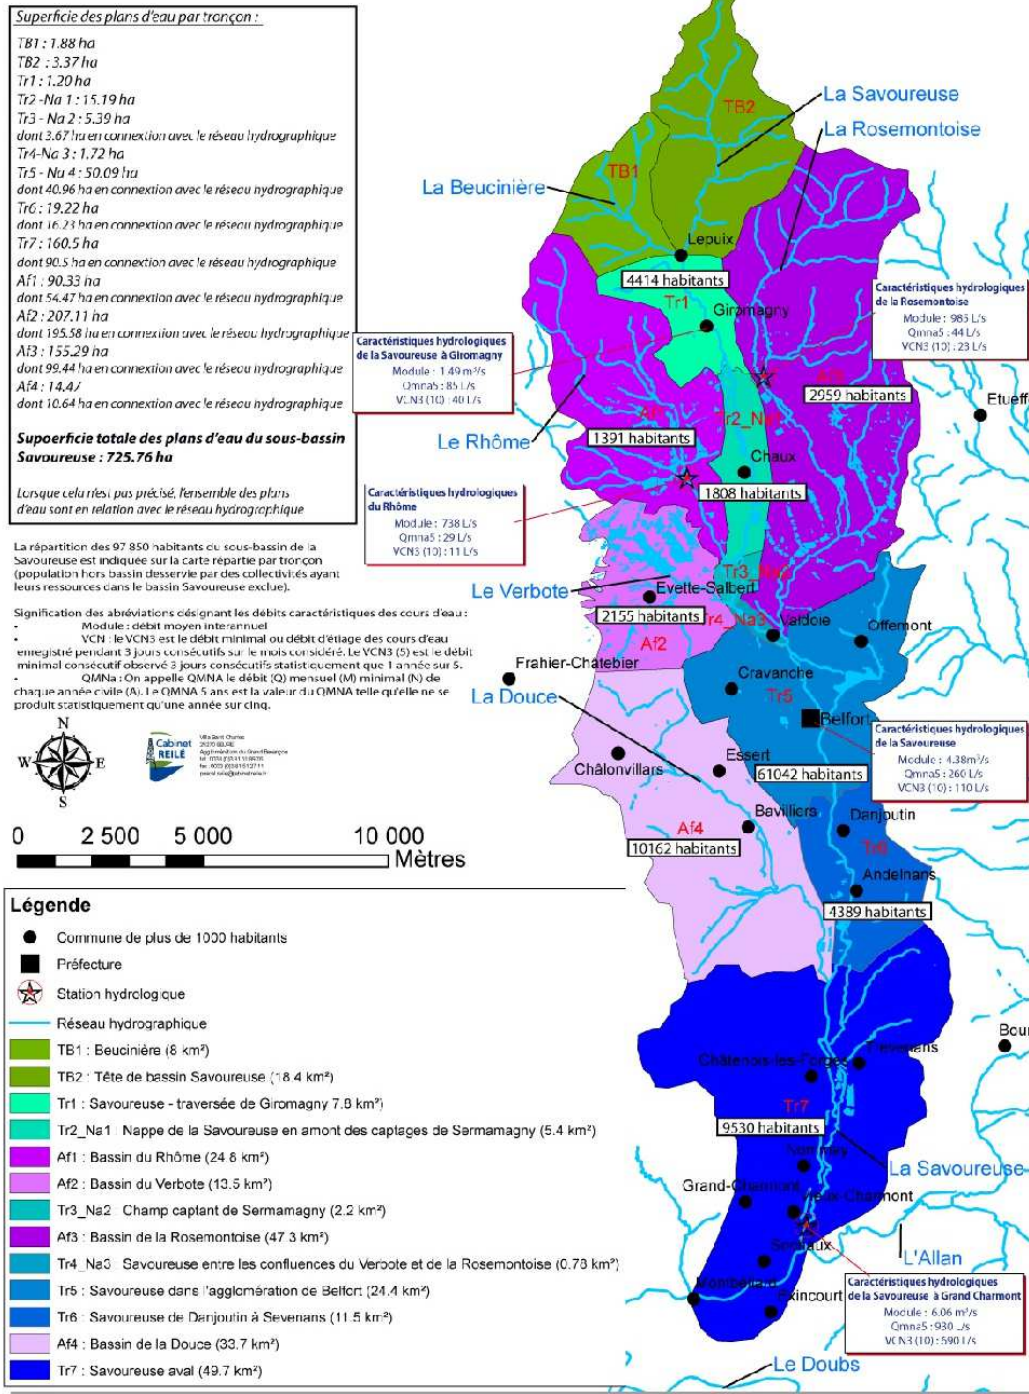 Superficie des plans d'eau par tronçon :
TB1 : 1.88 ha
TB2 : 3.37 ha
Tr1 : 1.20 ha
Tr2 -Na 1 : 15.19 ha
Tr3 - Na 2 : 5.39 ha
dont 3.67 ha en connection avec le réseau hydrographique
Tr4-Na 3 : 1.72 ha
Tr5 - Na 4 : 50.09 ha
dont 40.96 ha en connection avec le réseau hydrographique
Tr6 : 19.22 ha
dont 16.23 ha en connection avec le réseau hydrographique
Tr7 : 160.5 ha
dont 90.5 ha en connection avec le réseau hydrographique
Af1 : 90.33 ha
dont 54.47 ha en connection avec le réseau hydrographique
Af2 : 207.11 ha
dont 195.58 ha en connection avec le réseau hydrographique
Af3 : 155.29 ha
dont 99.44 ha en connection avec le réseau hydrographique
Af4 : 14.47
dont 10.64 ha en connection avec le réseau hydrographique
Supoerficie totale des plans d'eau du sous-bassin
Savoureuse : 725.76 ha
Lorsque cela n'est pas précisé, l'ensemble des plans
d'eau sont en relation avec le réseau hydrographique
La répartition des 97 850 habitants du sous-bassin de la
Savoureuse est indiquée sur la carte répartie par tronçon
(population hors bassin desservie par des collectivités ayant
leurs ressources dans le bassin Savoureuse exclue).
Signification des abréviations désignant les débits caractéristiques des cours d'eau :
- Module : débit moyen interannuel
- VCN : le VCN3 est le débit minimal ou débit d'étiage des cours d'eau
enregistré pendant 3 jours consécutifs sur le mois considéré. Le VCN3 (5) est le débit
minimal consécutif observé 3 jours consécutifs statistiquement que 1 année sur 5.
- QMNa : On appelle QMNA le débit (Q) mensuel (M) minimal (N) de
chaque année civile (A). Le QMNA 5 ans est la valeur du QMNA telle qu'elle ne se
produit statistiquement qu'une année sur cinq.
N
W E
S
Cabinet
REILÉ
0 2 500 5 000 10 000
Mètres
TB2
La Savoureuse
La Rosemontoise
TB1
La Beucinière
Lepuix
4414 habitants
Tr1
Giromagny
Caractéristiques hydrologiques
de la Rosemontoise
Module : 985 L/s
Qmna5 : 44 L/s
VCN3 (10) : 23 L/s
Caractéristiques hydrologiques
de la Savoureuse à Giromagny
Module : 1.49 m³/s
Qmna5 : 85 L/s
VCN3 (10) : 40 L/s
2959 habitants
Etueff
1391 habitants
Le Rhôme
Chaux
1808 habitants
Caractéristiques hydrologiques
du Rhôme
Module : 738 L/s
Qmna5 : 29 L/s
VCN3 (10) : 11 L/s
Le Verbote
Evette-Salbert
2155 habitants
Tr4_Na3
Valdoie
Offemont
Af2
Frahier-Chatebier
Cravanche
La Douce
Tr5
Belfort
Caractéristiques hydrologiques
de la Savoureuse
Module : 4.38m³/s
Qmna5 : 260 L/s
VCN3 (10) : 110 L/s
Châlonvillars
Essert
61042 habitants
Bavilliers
Danjoutin
Af4
10162 habitants
Tr6
Andelnans
4389 habitants
Bour
Châtenois-les-Forges
Trévenans
Tr7
9530 habitants
Nommay
La Savoureuse
Grand-Charmont
Vieux-Charmont
L'Allan
Sochaux
Montbéliard
Exincourt
Caractéristiques hydrologiques
de la Savoureuse à Grand Charmont
Module : 6.06 m³/s
Qmna5 : 930 L/s
VCN3 (10) : 590 L/s
Le Doubs
Légende
Commune de plus de 1000 habitants
Préfecture
Station hydrologique
Réseau hydrographique
TB1 : Beucinière (8 km²)
TB2 : Tête de bassin Savoureuse (18.4 km²)
Tr1 : Savoureuse - traversée de Giromagny 7.8 km²)
Tr2_Na1 : Nappe de la Savoureuse en amont des captages de Sermamagny (5.4 km²)
Af1 : Bassin du Rhôme (24.8 km²)
Af2 : Bassin du Verbote (13.5 km²)
Tr3_Na2 : Champ captant de Sermamagny (2.2 km²)
Af3 : Bassin de la Rosemontoise (47.3 km²)
Tr4_Na3 : Savoureuse entre les confluences du Verbote et de la Rosemontoise (0.78 km²)
Tr5 : Savoureuse dans l'agglomération de Belfort (24.4 km²)
Tr6 : Savoureuse de Danjoutin à Sevenans (11.5 km²)
Af4 : Bassin de la Douce (33.7 km²)
Tr7 : Savoureuse aval (49.7 km²)